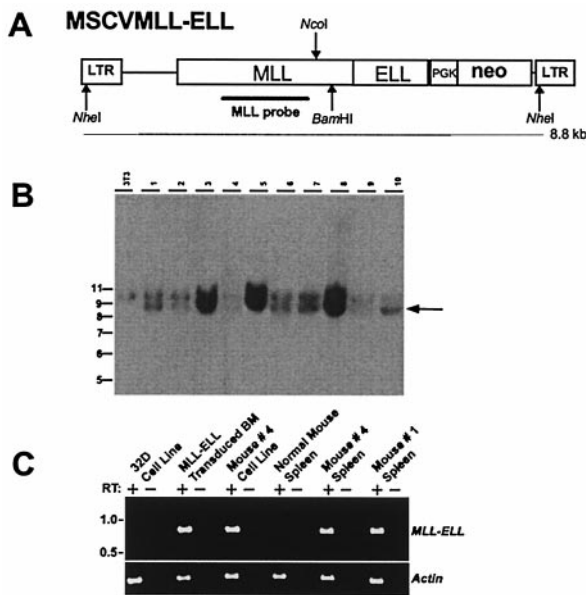 A
MSCVMLL-ELL
NcoI
LTR
MLL
ELL
PGK
neo
LTR
NheI
MLL probe
BamHI
NheI
8.8 kb
B
3T3 1 2 3 4 5 6 7 8 9 10
11
9
8
7
6
5
C
32D
Cell Line
MLL-ELL
Transduced BM
Mouse # 4
Cell Line
Normal Mouse
Spleen
Mouse # 4
Spleen
Mouse # 1
Spleen
RT: + − + − + − + − + − + −
1.0-
0.5-
MLL-ELL
Actin